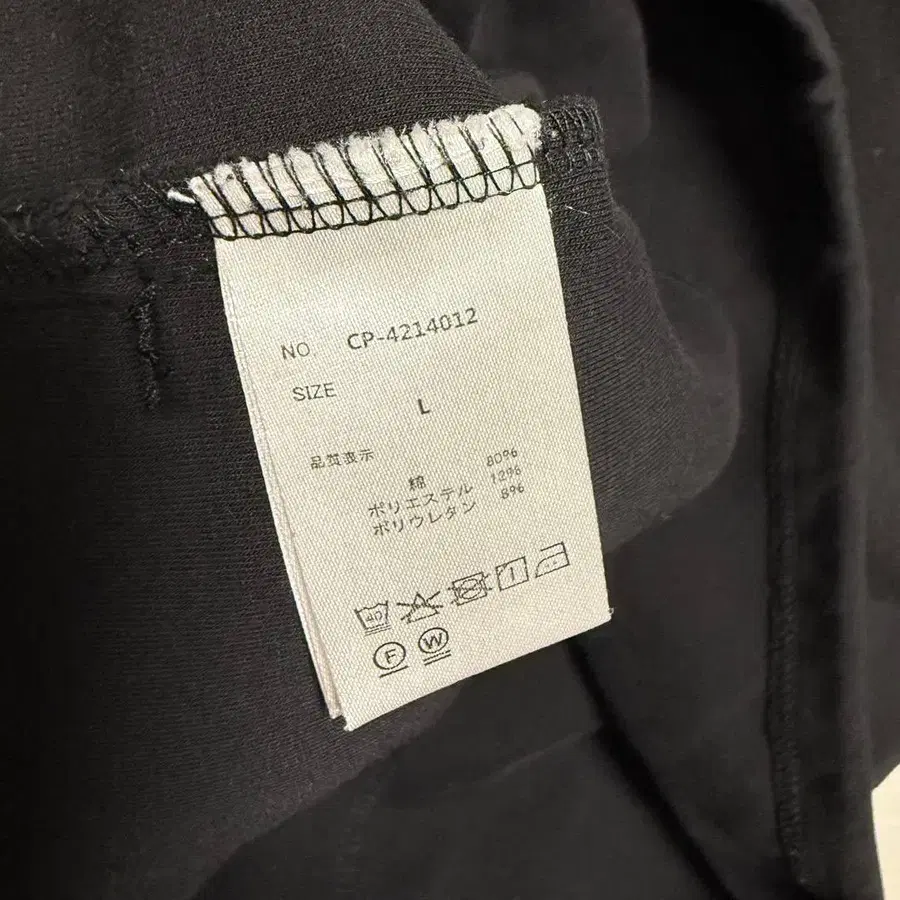 NO. CP-4214012
SIZE
L
品質表示
綿 80%
ポリエステル 12%
ポリウレタン 8%
40
F W